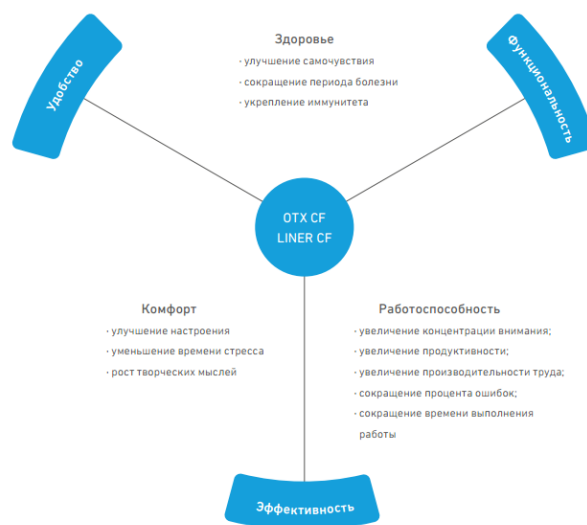 Здоровье
· улучшение самочувствия
· сокращение периода болезни
· укрепление иммунитета
Удобство
Функциональность
OTX CF
LINER CF
Комфорт
· улучшение настроения
· уменьшение времени стресса
· рост творческих мыслей
Работоспособность
· увеличение концентрации внимания;
· увеличение продуктивности;
· увеличение производительности труда;
· сокращение процента ошибок;
· сокращение времени выполнения
работы
Эффективность